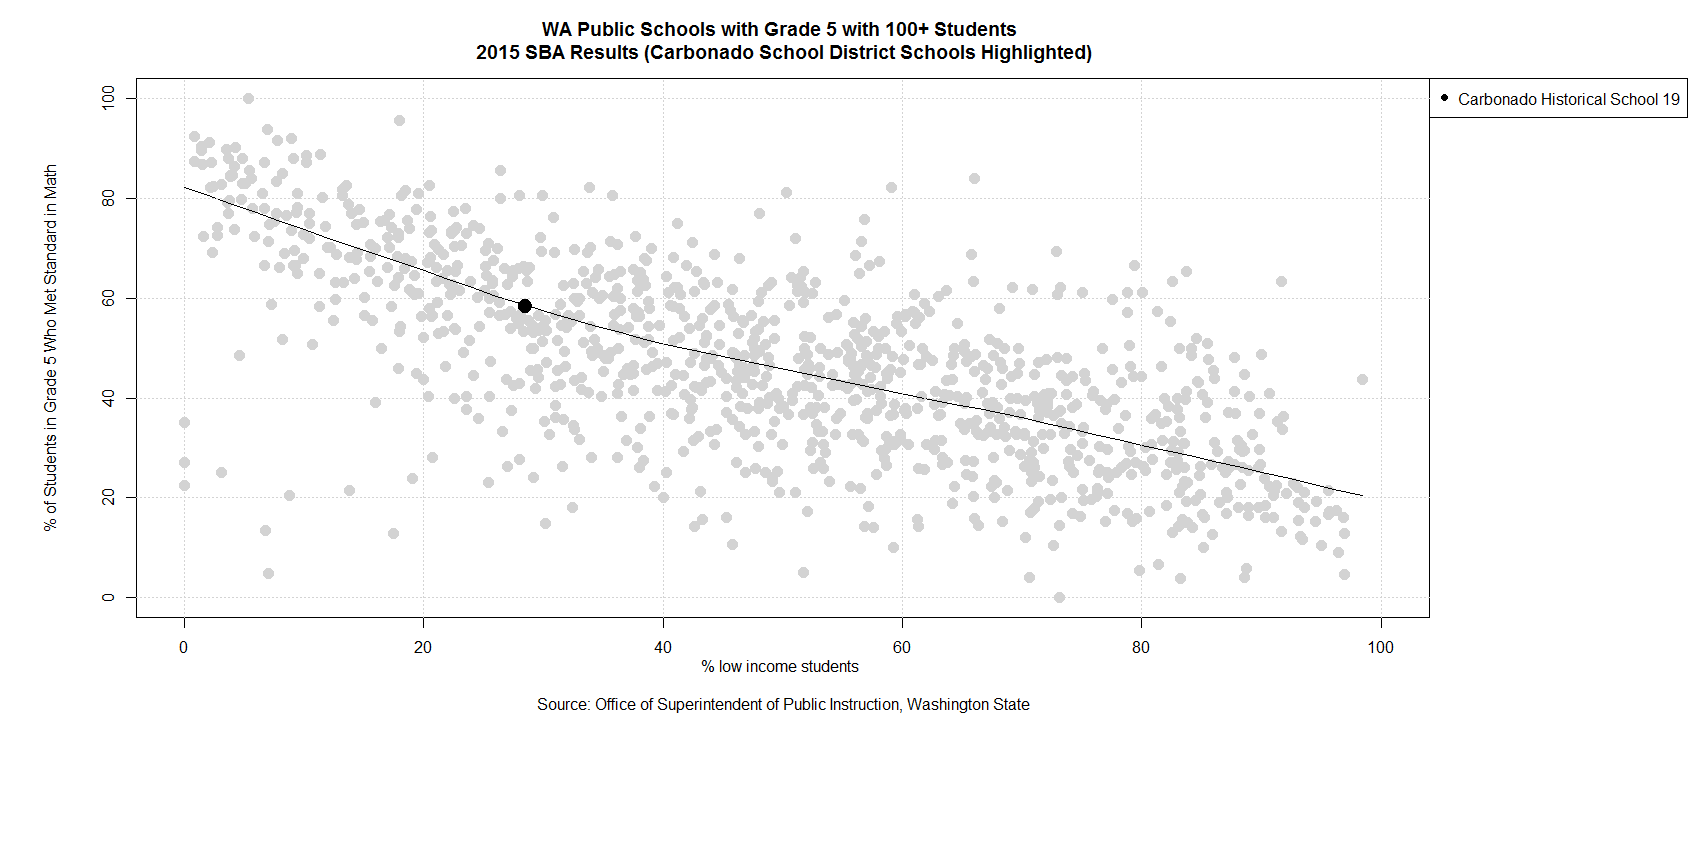 WA Public Schools with Grade 5 with 100+ Students
2015 SBA Results (Carbonado School District Schools Highlighted)
Carbonado Historical School 19
% of Students in Grade 5 Who Met Standard in Math
100
80
60
40
20
0
0 20 40 60 80 100
% low income students
Source: Office of Superintendent of Public Instruction, Washington State